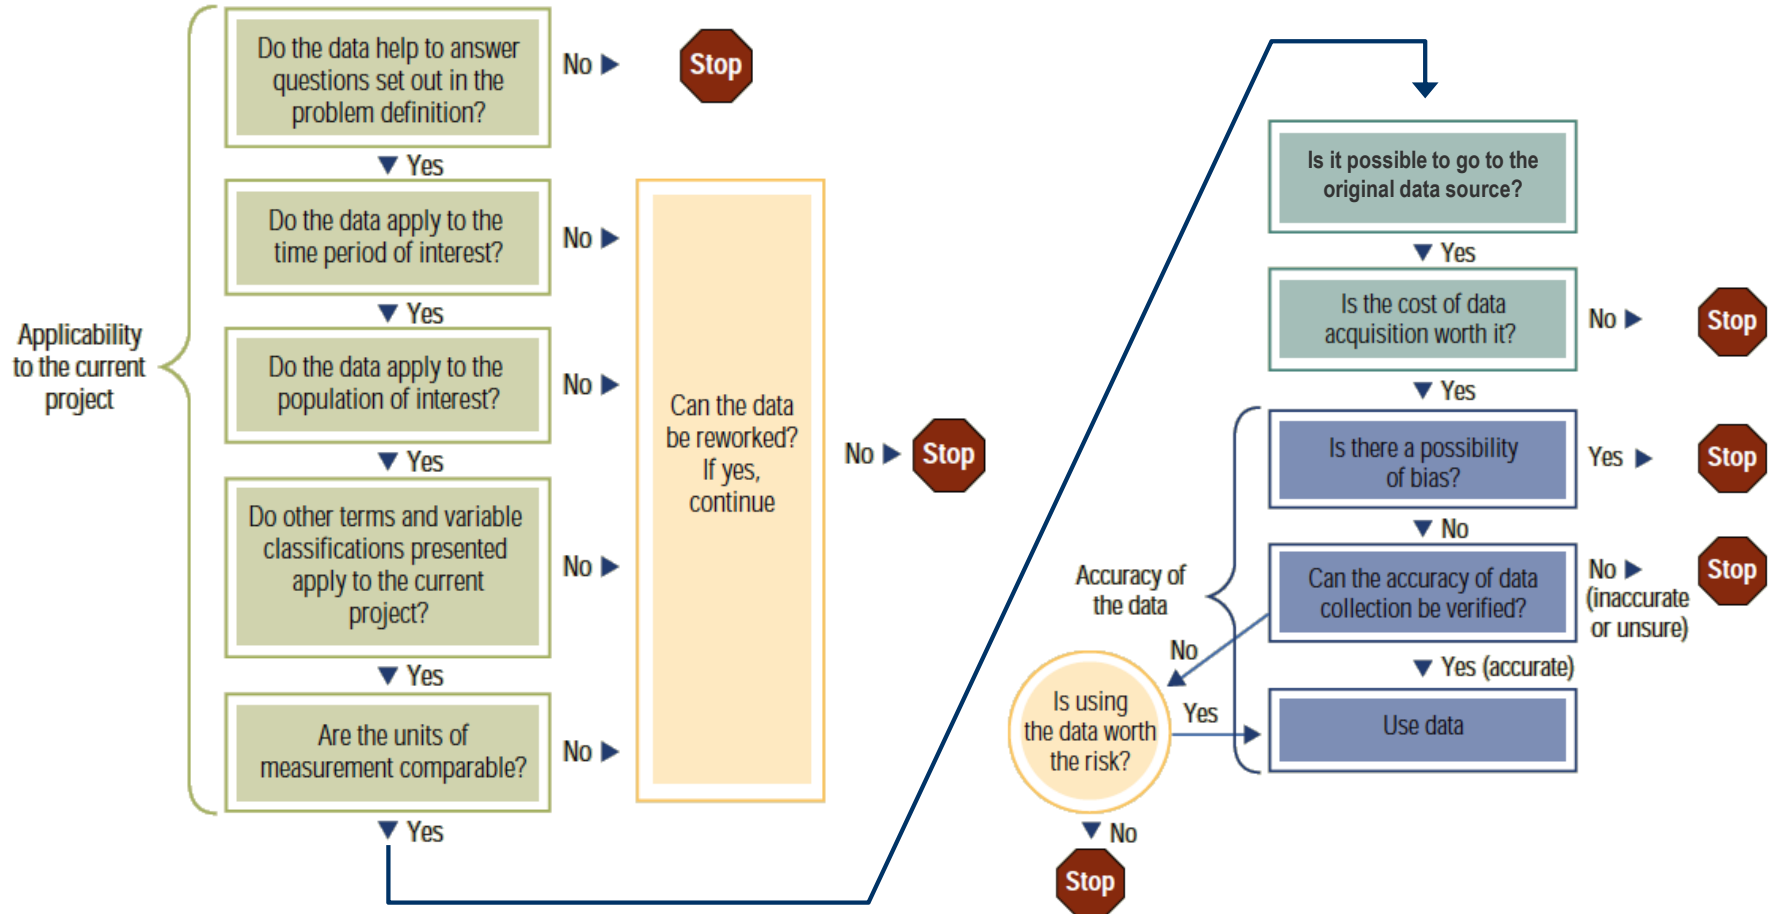 Applicability
to the current
project
Do the data help to answer
questions set out in the
problem definition?
No
Stop
Yes
Do the data apply to the
time period of interest?
No
Yes
Do the data apply to the
population of interest?
No
Yes
Do other terms and variable
classifications presented
apply to the current
project?
No
Yes
Are the units of
measurement comparable?
No
Yes
Can the data
be reworked?
If yes,
continue
No
Stop
Is it possible to go to the
original data source?
Yes
Is the cost of data
acquisition worth it?
No
Stop
Yes
Accuracy of
the data
Is there a possibility
of bias?
Yes
Stop
No
Can the accuracy of data
collection be verified?
No
(inaccurate
or unsure)
Stop
No
Yes (accurate)
Is using
the data worth
the risk?
Yes
Use data
No
Stop